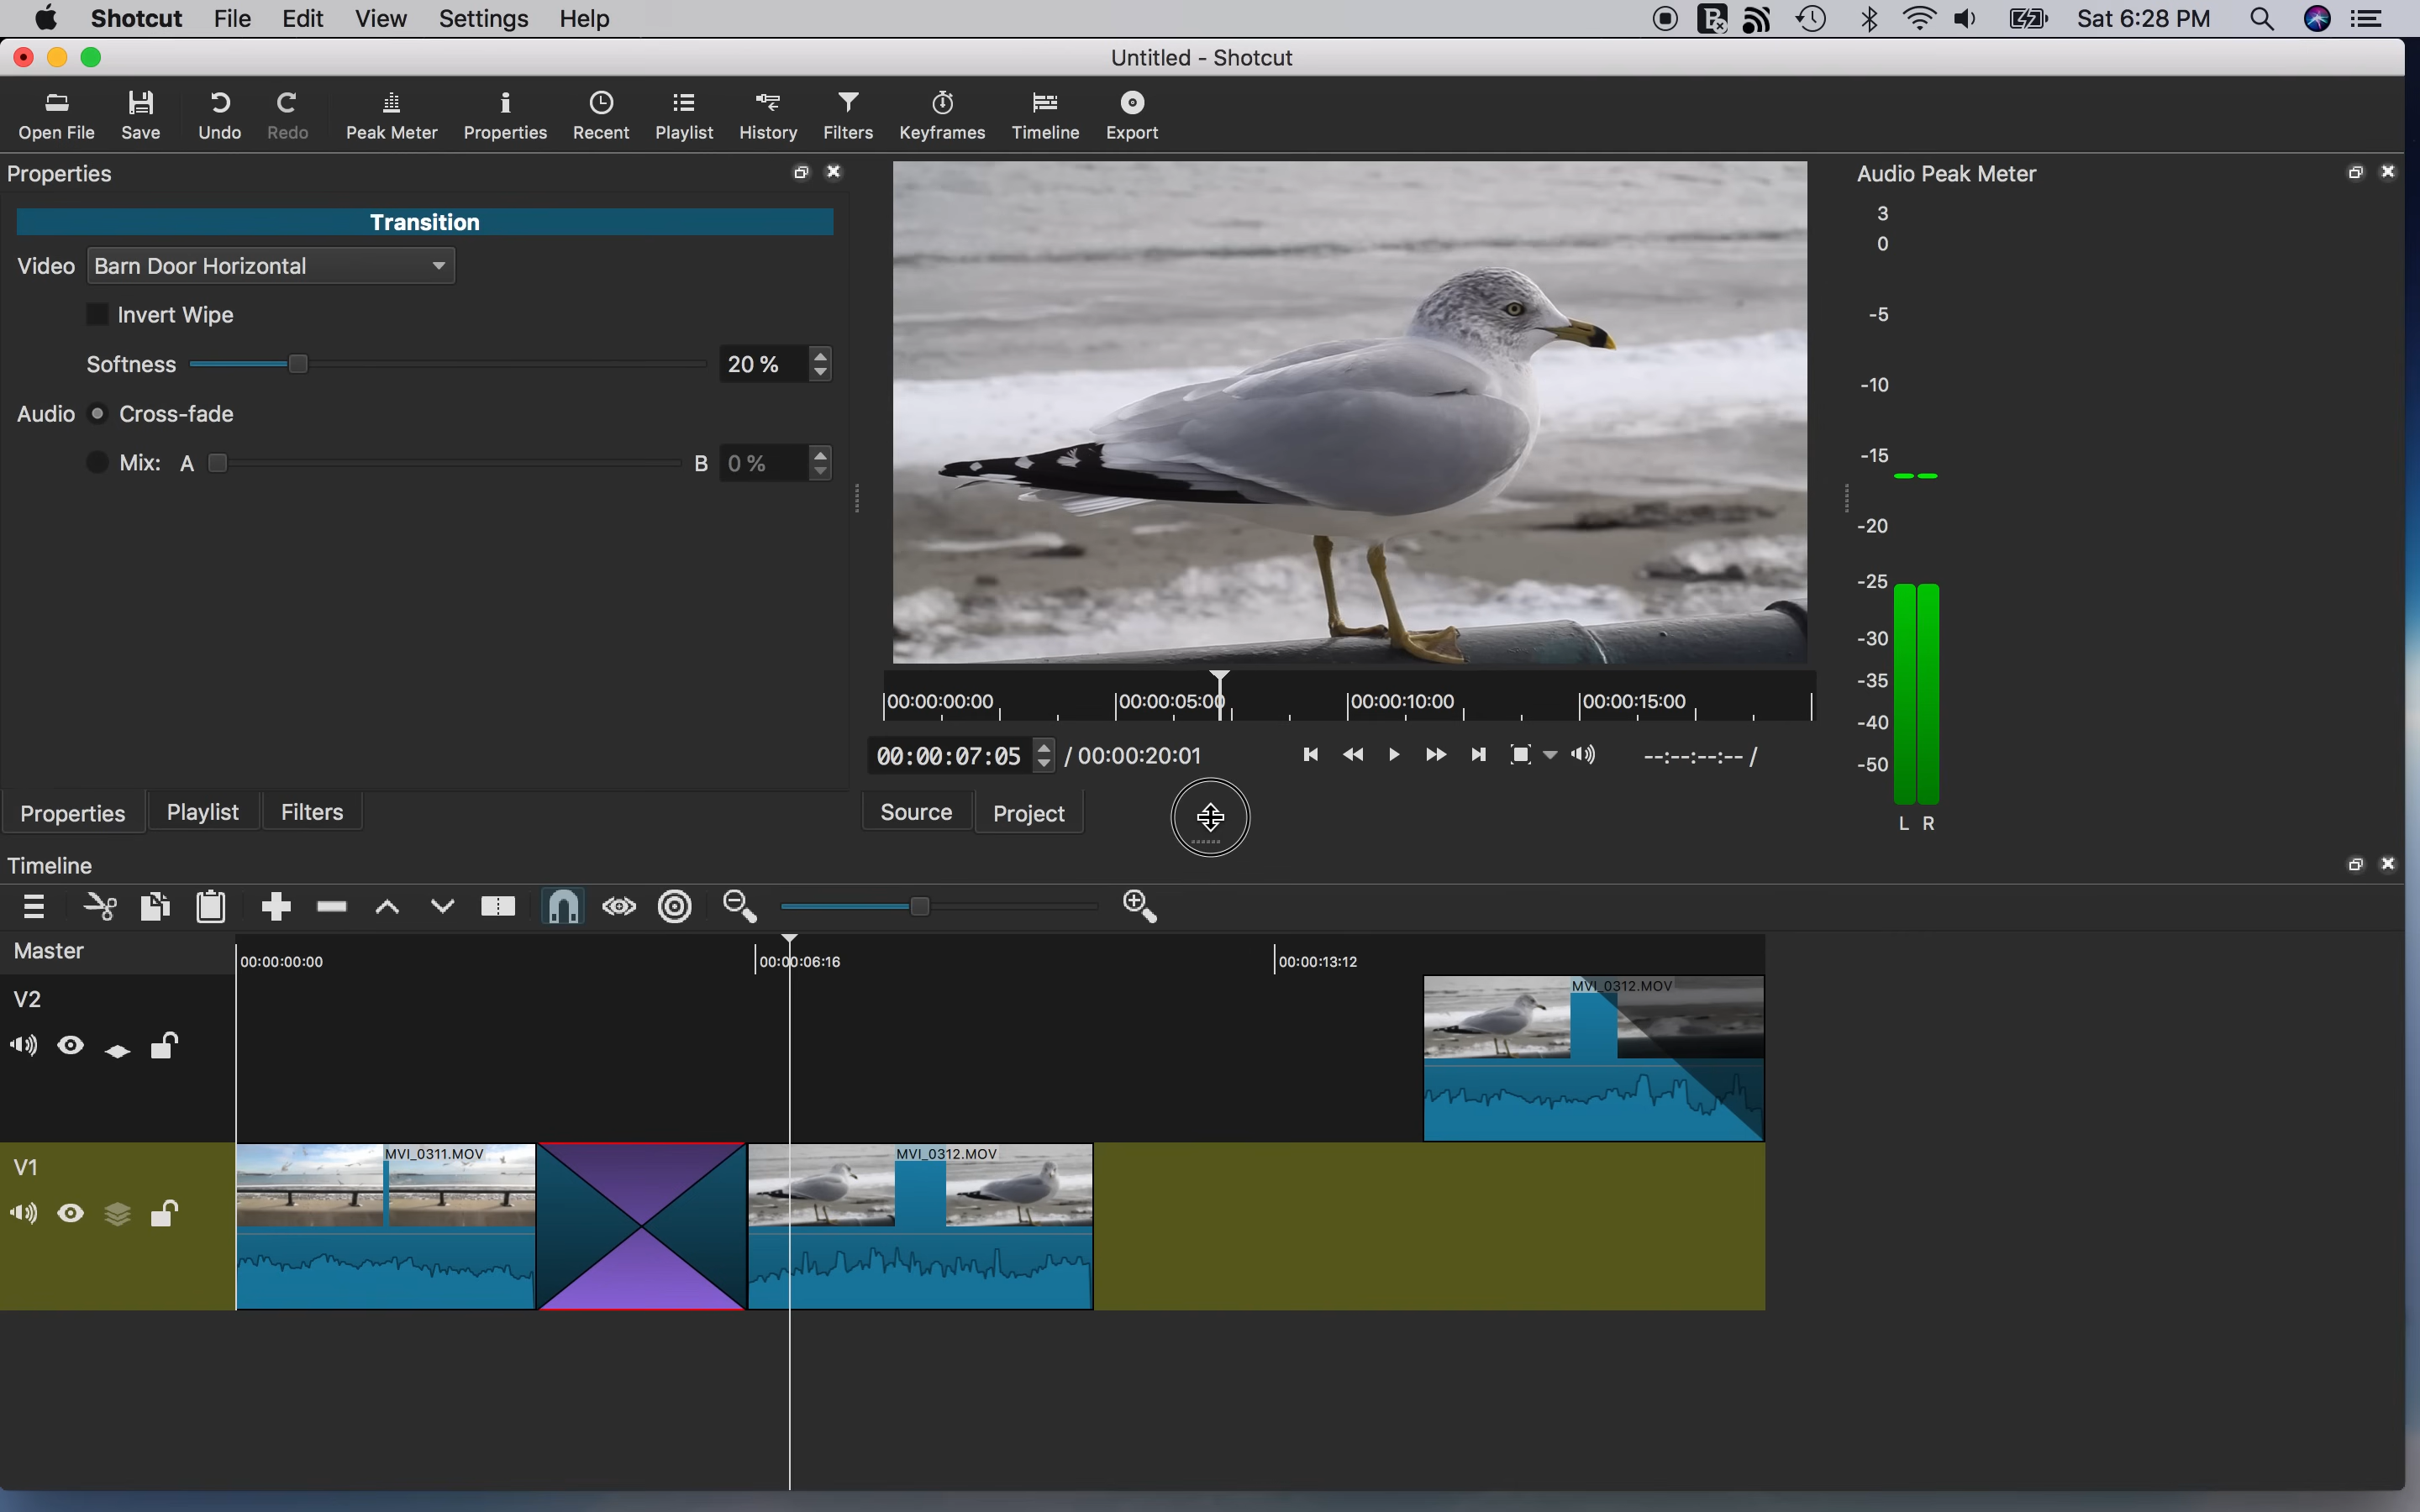 Shotcut File Edit View Settings Help Sat 6:28 PM
Untitled - Shotcut
Open File Save Undo Redo Peak Meter Properties Recent Playlist History Filters Keyframes Timeline Export
Properties
Transition
Video Barn Door Horizontal
Invert Wipe
Softness 20 %
Audio Cross-fade
Mix: A B 0 %
Properties Playlist Filters
00:00:00:00 00:00:05:00 00:00:10:00 00:00:15:00
00:00:07:05 / 00:00:20:01 --:--:--:-- /
Source Project
Audio Peak Meter
3
0
-5
-10
-15
-20
-25
-30
-35
-40
-50
L R
Timeline
Master
00:00:00:00 00:00:06:16 00:00:13:12
V2
MVI_0312.MOV
V1
MVI_0311.MOV MVI_0312.MOV